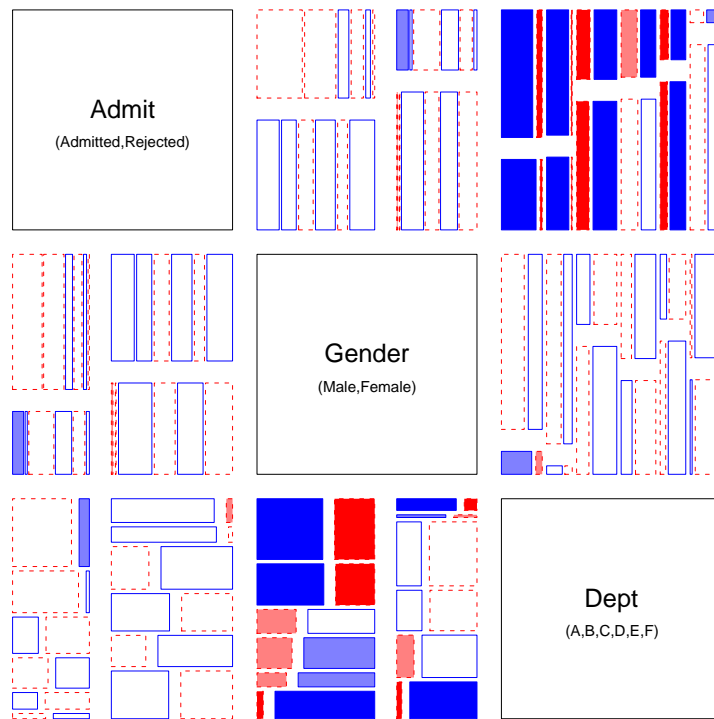 Admit
(Admitted,Rejected)
Gender
(Male,Female)
Dept
(A,B,C,D,E,F)